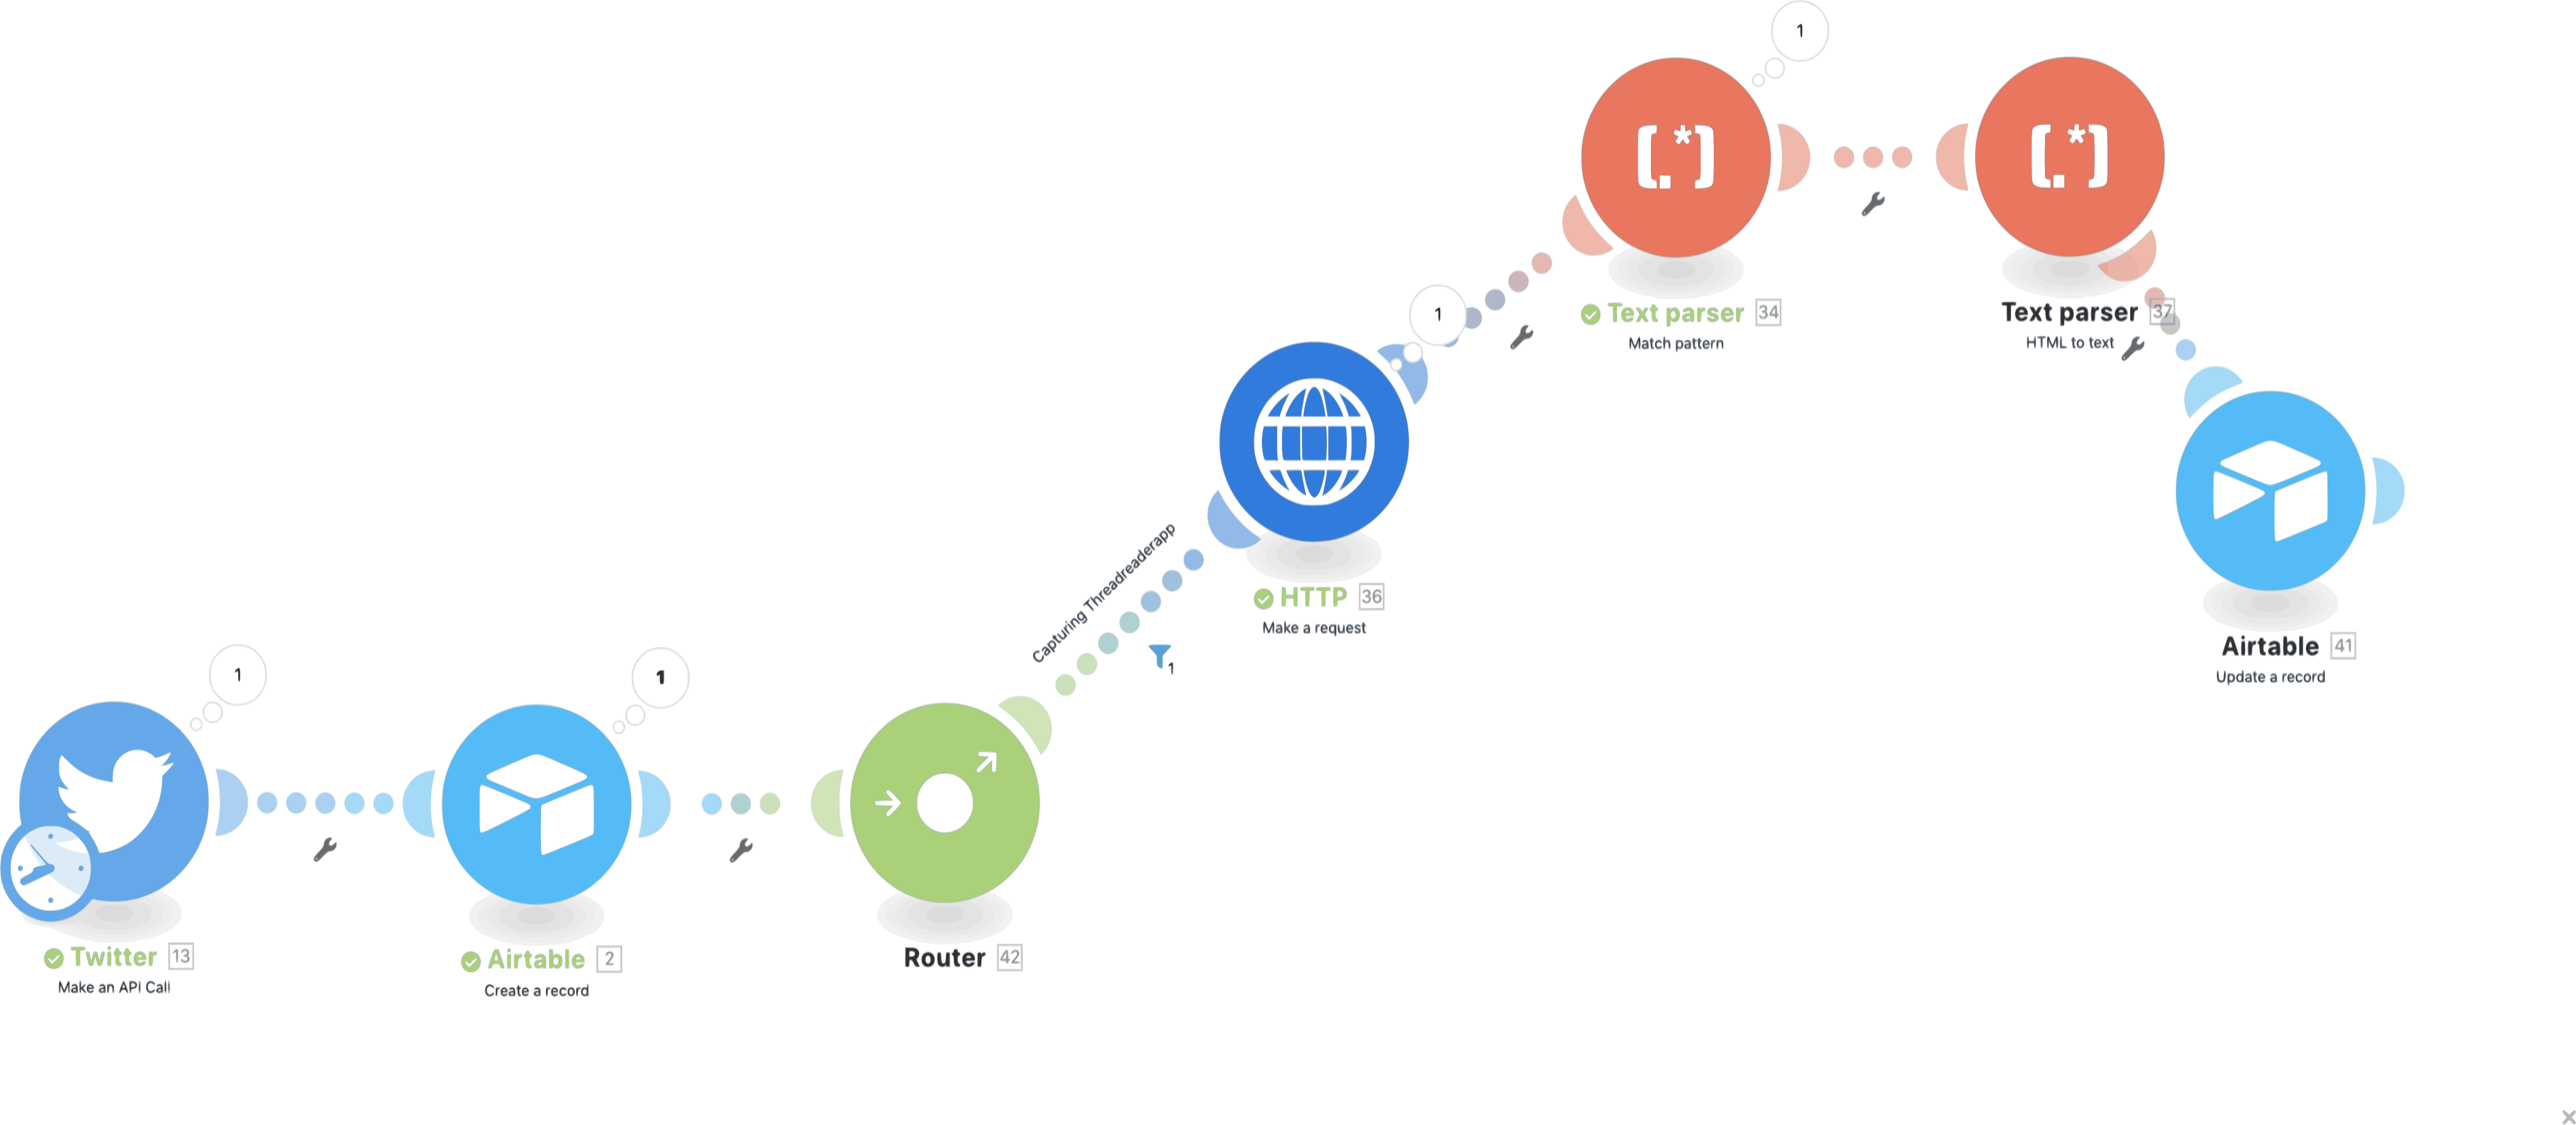 1
[.*]
[.*]
Text parser 34
Match pattern
Text parser 37
HTML to text
1
HTTP 36
Make a request
Airtable 41
Update a record
Capturing Threadreaderapp
1
1
1
Twitter 13
Make an API Call
Airtable 2
Create a record
Router 42